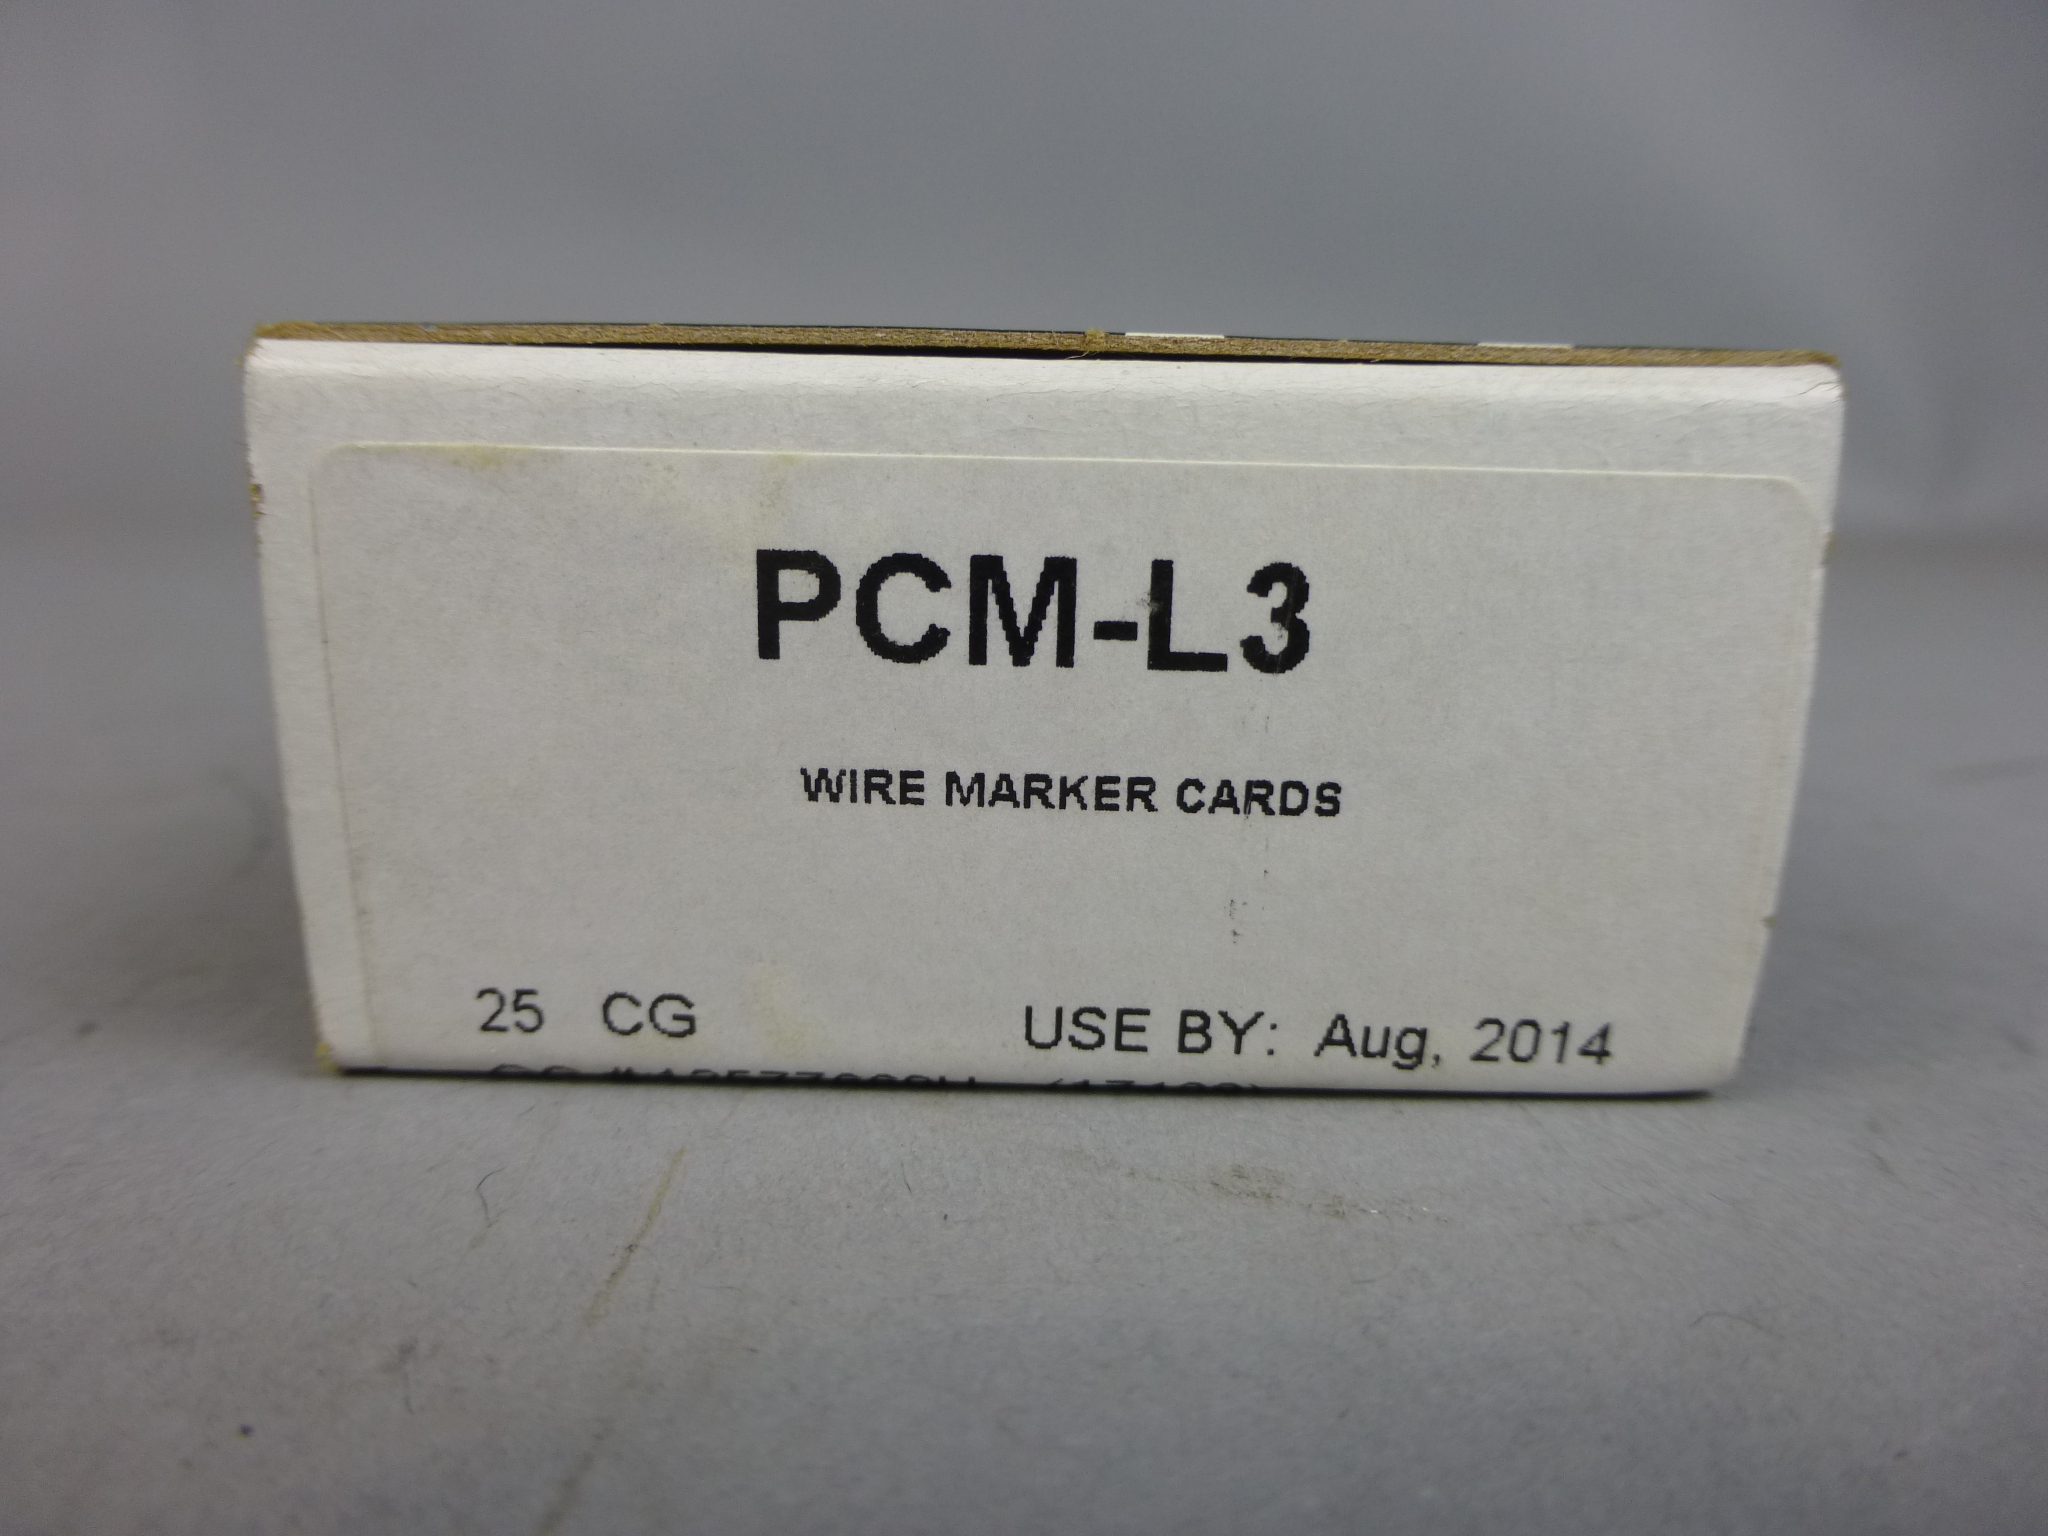 PCM-L3
WIRE MARKER CARDS
25 CG
USE BY: Aug, 2014